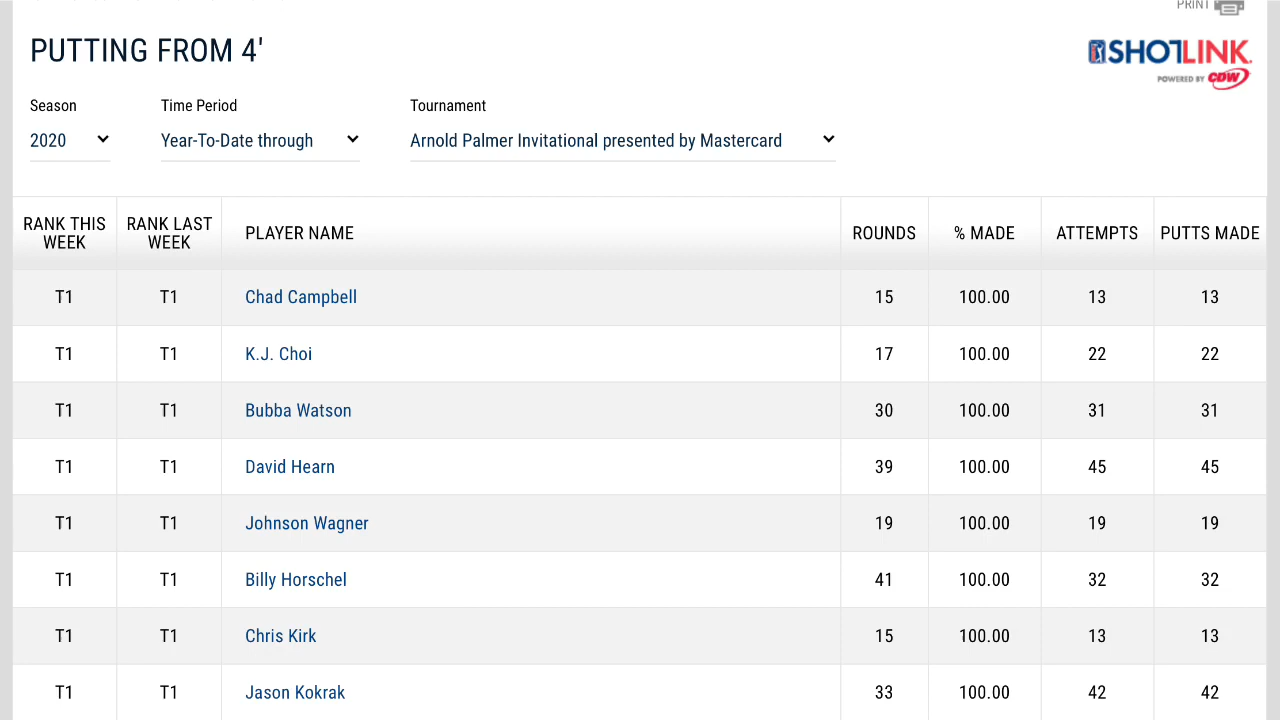 PRINT
PUTTING FROM 4'
SHOTLINK.
POWERED BY CDW
Season Time Period Tournament
2020 Year-To-Date through Arnold Palmer Invitational presented by Mastercard
RANK THIS WEEK RANK LAST WEEK PLAYER NAME ROUNDS % MADE ATTEMPTS PUTTS MADE
T1 T1 Chad Campbell 15 100.00 13 13
T1 T1 K.J. Choi 17 100.00 22 22
T1 T1 Bubba Watson 30 100.00 31 31
T1 T1 David Hearn 39 100.00 45 45
T1 T1 Johnson Wagner 19 100.00 19 19
T1 T1 Billy Horschel 41 100.00 32 32
T1 T1 Chris Kirk 15 100.00 13 13
T1 T1 Jason Kokrak 33 100.00 42 42